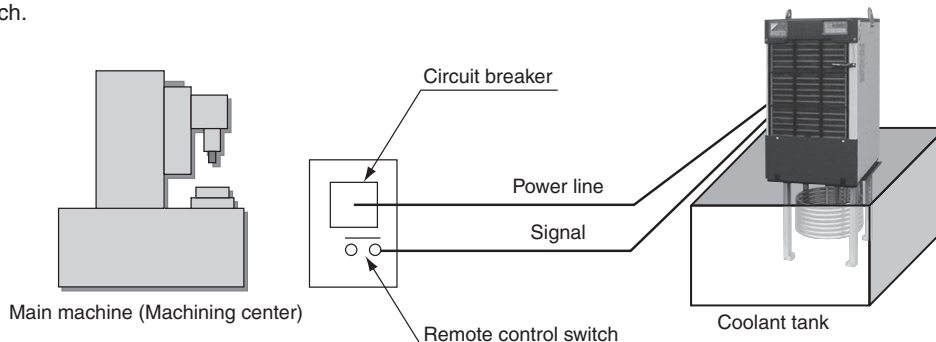 ch.
Circuit breaker
Power line
Signal
Main machine (Machining center)
Remote control switch
Coolant tank